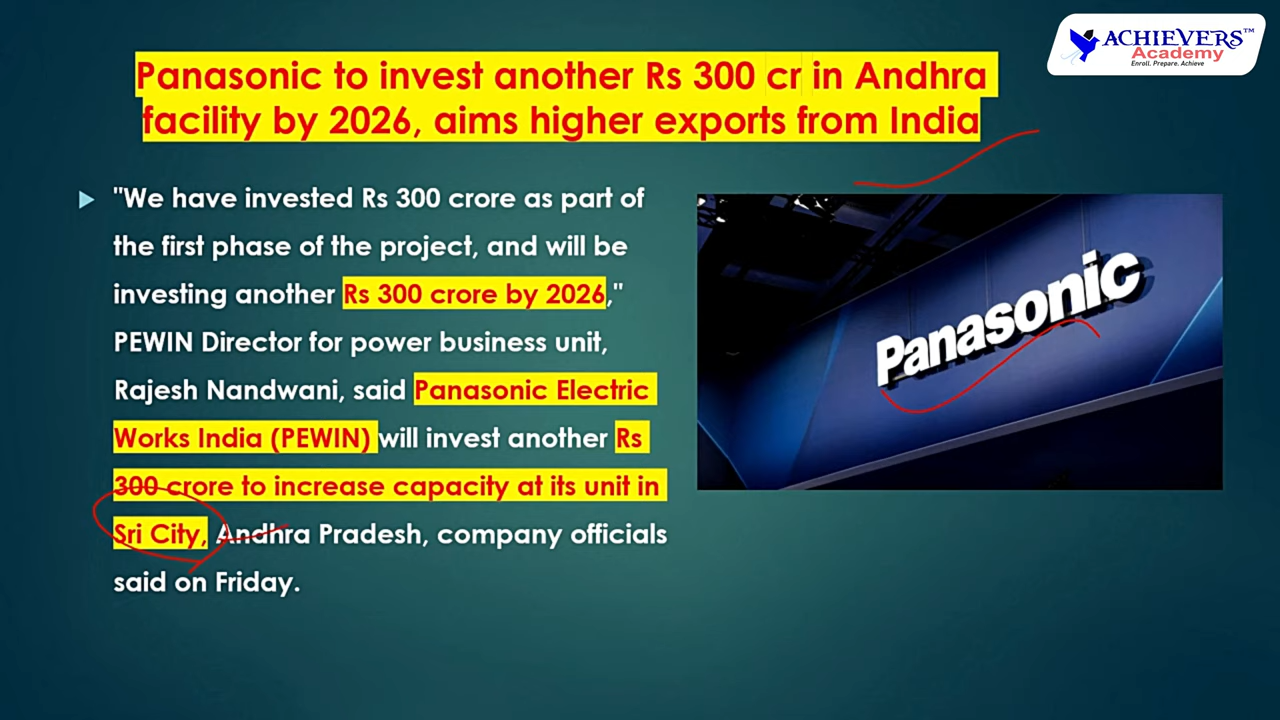 ACHIEVERS™
Academy
Enroll. Prepare. Achieve
Panasonic to invest another Rs 300 cr in Andhra
facility by 2026, aims higher exports from India
"We have invested Rs 300 crore as part of
the first phase of the project, and will be
investing another Rs 300 crore by 2026,"
PEWIN Director for power business unit,
Rajesh Nandwani, said Panasonic Electric
Works India (PEWIN) will invest another Rs
300 crore to increase capacity at its unit in
Sri City, Andhra Pradesh, company officials
said on Friday.
Panasonic